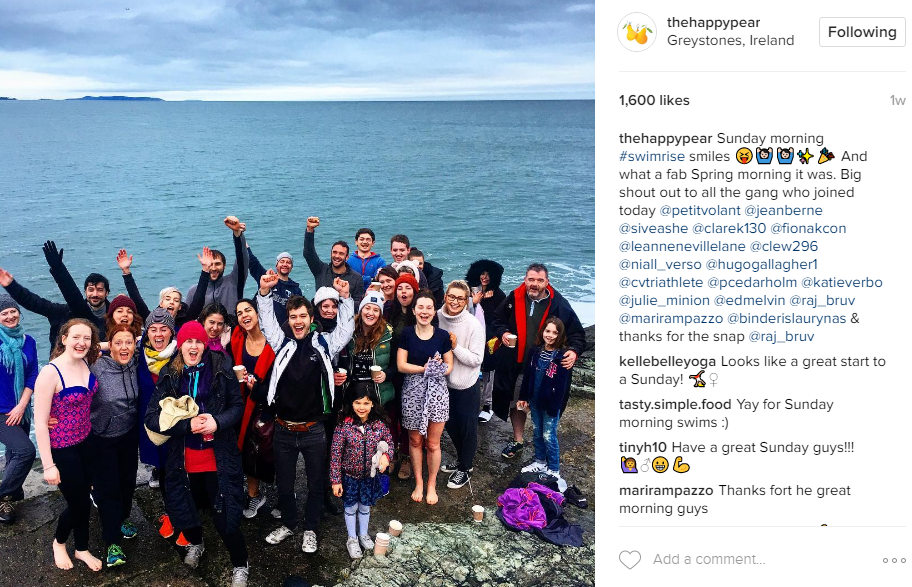 thehappypear
Greystones, Ireland
Following
1,600 likes
1w
thehappypear Sunday morning
#swimrise smiles 😝🙆🙆✨🎉 And
what a fab Spring morning it was. Big
shout out to all the gang who joined
today @petitvolant @jeanberne
@siveashe @clarek130 @fionakcon
@leannenevillelane @clew296
@niall_verso @hugogallagher1
@cvtriathlete @pcedarholm @katieverbo
@julie_minion @edmelvin @raj_bruv
@marirampazzo @binderislaurynas &
thanks for the snap @raj_bruv
kellebelleyoga Looks like a great start to
a Sunday! 🤸♀
tasty.simple.food Yay for Sunday
morning swims :)
tinyh10 Have a great Sunday guys!!!
🙋♂😁💪
marirampazzo Thanks fort he great
morning guys
Add a comment...